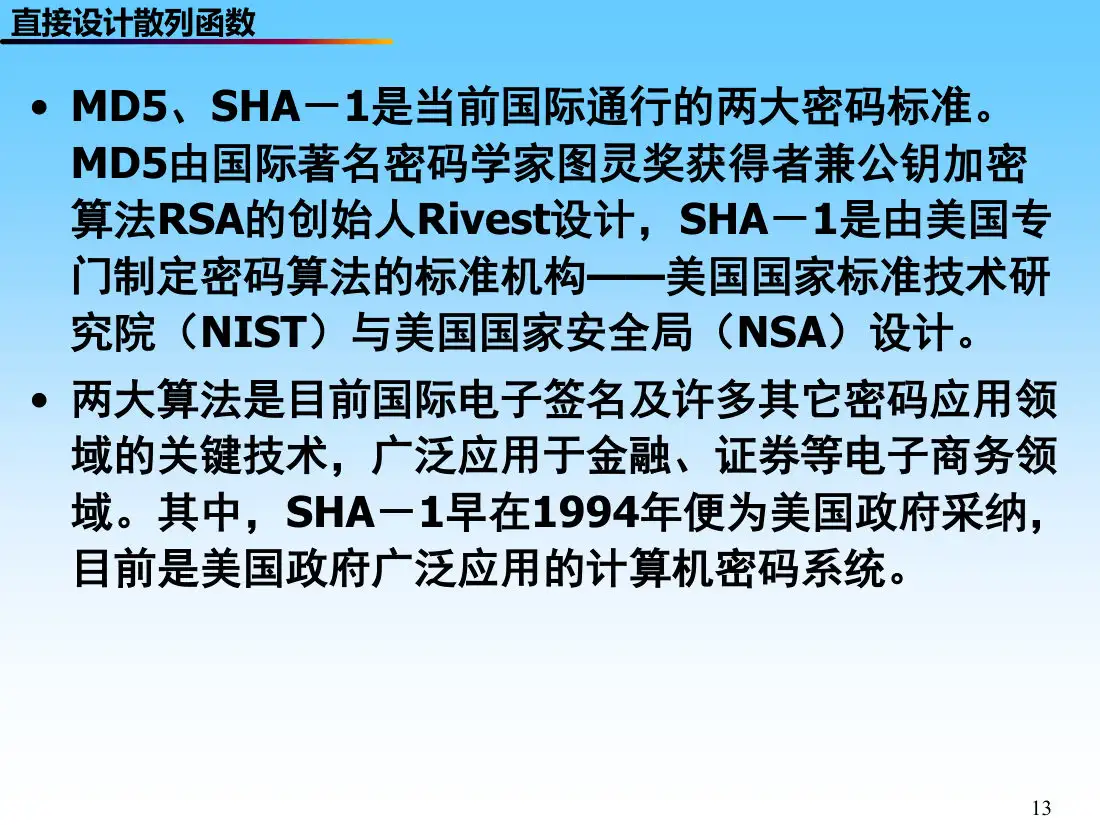 直接设计散列函数
• MD5、SHA－1是当前国际通行的两大密码标准。
MD5由国际著名密码学家图灵奖获得者兼公钥加密
算法RSA的创始人Rivest设计，SHA－1是由美国专
门制定密码算法的标准机构——美国国家标准技术研
究院（NIST）与美国国家安全局（NSA）设计。
• 两大算法是目前国际电子签名及许多其它密码应用领
域的关键技术，广泛应用于金融、证券等电子商务领
域。其中，SHA－1早在1994年便为美国政府采纳，
目前是美国政府广泛应用的计算机密码系统。
13